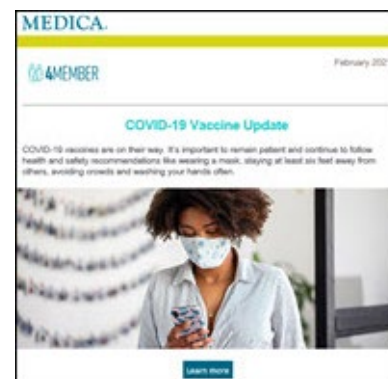 MEDICA.
4MEMBER
February 202
COVID-19 Vaccine Update
COVID-19 vaccines are on their way. It's important to remain patient and continue to follow
health and safety recommendations like wearing a mask, staying at least six feet away from
others, avoiding crowds and washing your hands often.
Learn more